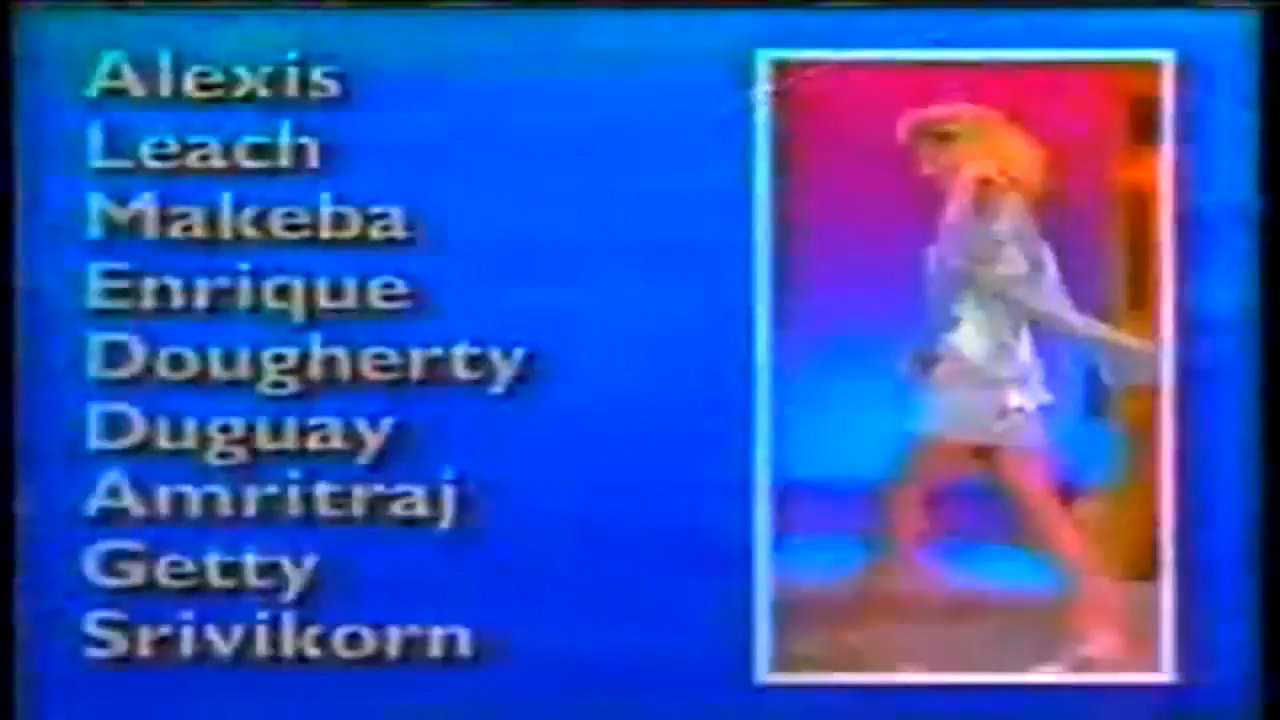 Alexis
Leach
Makeba
Enrique
Dougherty
Duguay
Amritraj
Getty
Srivikorn